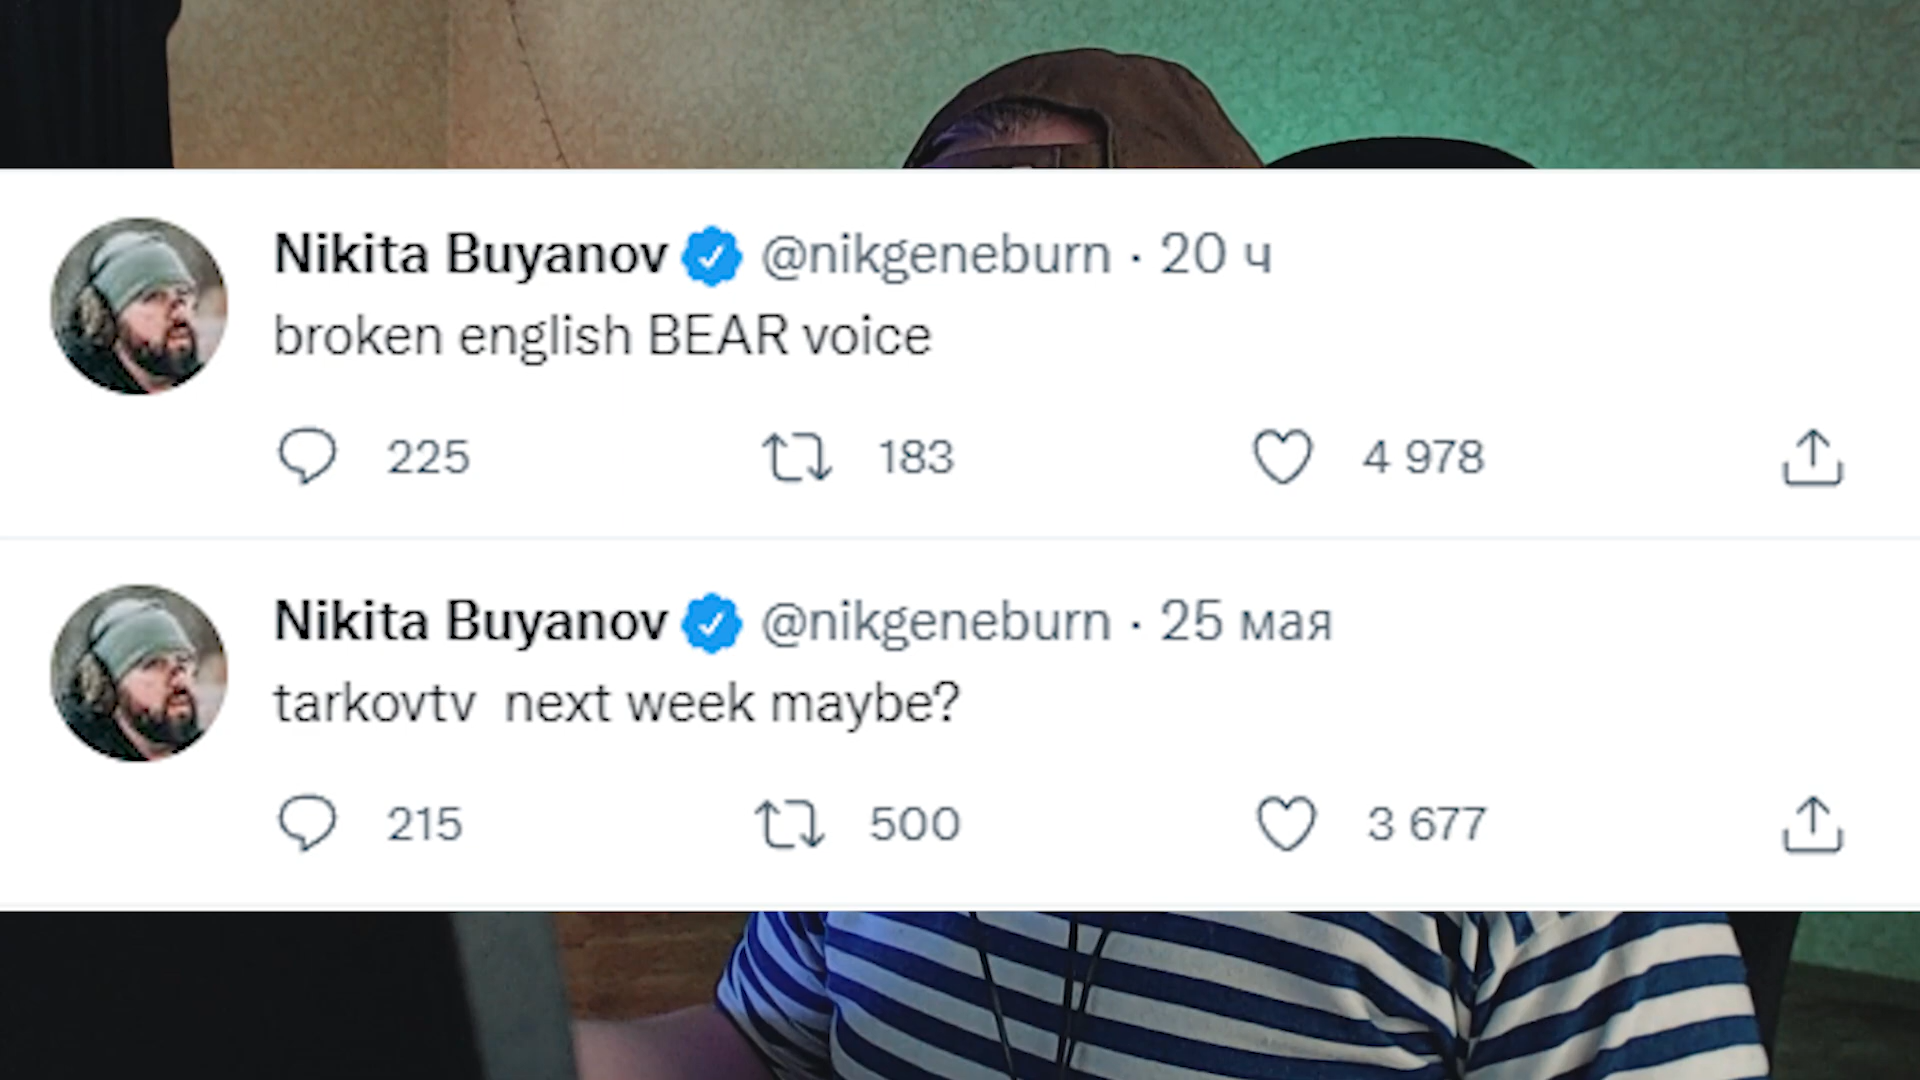 Nikita Buyanov @nikgeneburn · 20 ч
broken english BEAR voice
225 183 4 978
Nikita Buyanov @nikgeneburn · 25 мая
tarkovtv next week maybe?
215 500 3 677